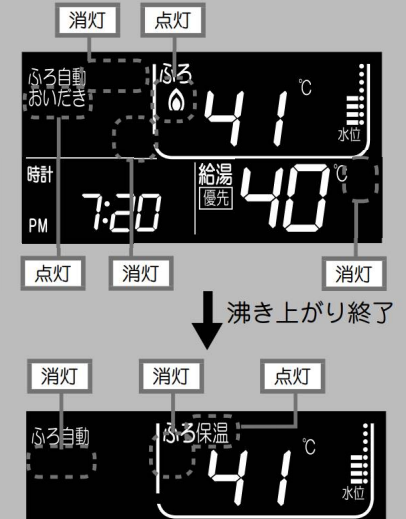 消灯 点灯
ふろ自動 ふろ
おいだき 41 ℃
水位
時計 給湯 ℃
優先 40
PM 7:20
点灯 消灯 消灯
沸き上がり終了
消灯 消灯 点灯
ふろ自動 ふろ保温
41 ℃
水位